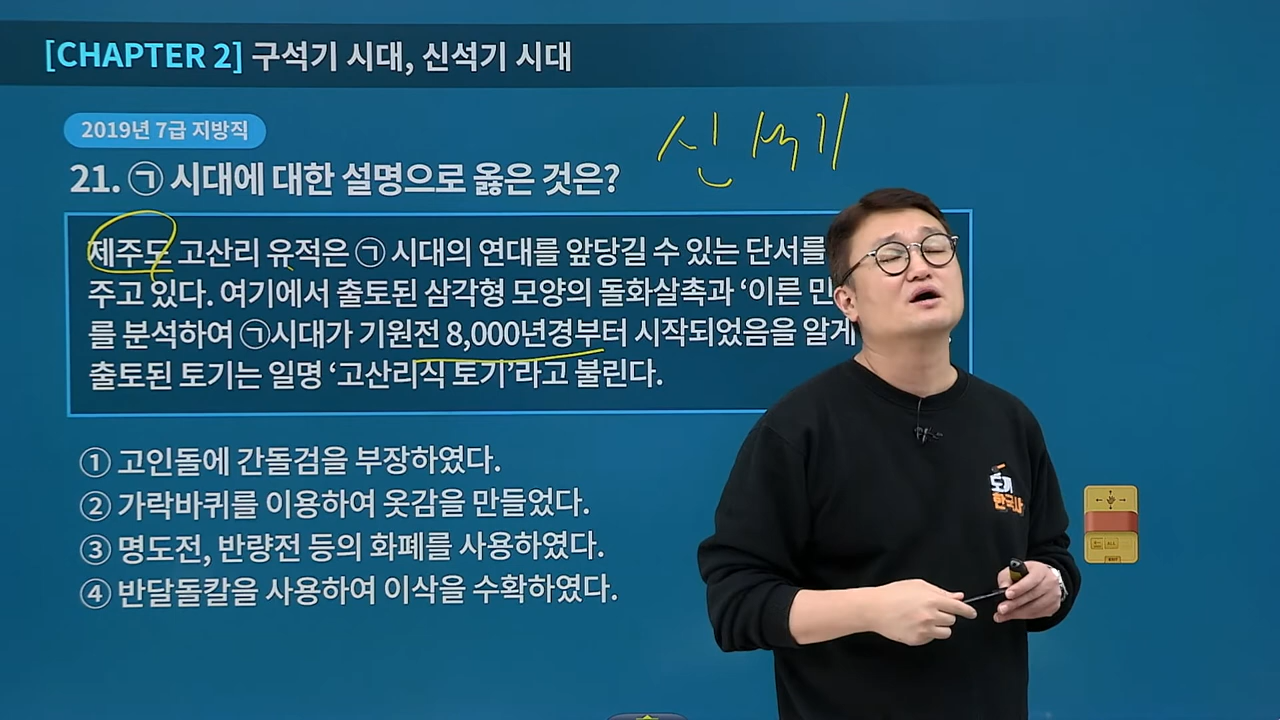 [CHAPTER 2] 구석기 시대, 신석기 시대
2019년 7급 지방직
신석기
21. ㉠ 시대에 대한 설명으로 옳은 것은?
제주도 고산리 유적은 ㉠ 시대의 연대를 앞당길 수 있는 단서를
주고 있다. 여기에서 출토된 삼각형 모양의 돌화살촉과 ‘이른 민
를 분석하여 ㉠시대가 기원전 8,000년경부터 시작되었음을 알게
출토된 토기는 일명 ‘고산리식 토기’라고 불린다.
① 고인돌에 간돌검을 부장하였다.
② 가락바퀴를 이용하여 옷감을 만들었다.
③ 명도전, 반량전 등의 화폐를 사용하였다.
④ 반달돌칼을 사용하여 이삭을 수확하였다.
한국사